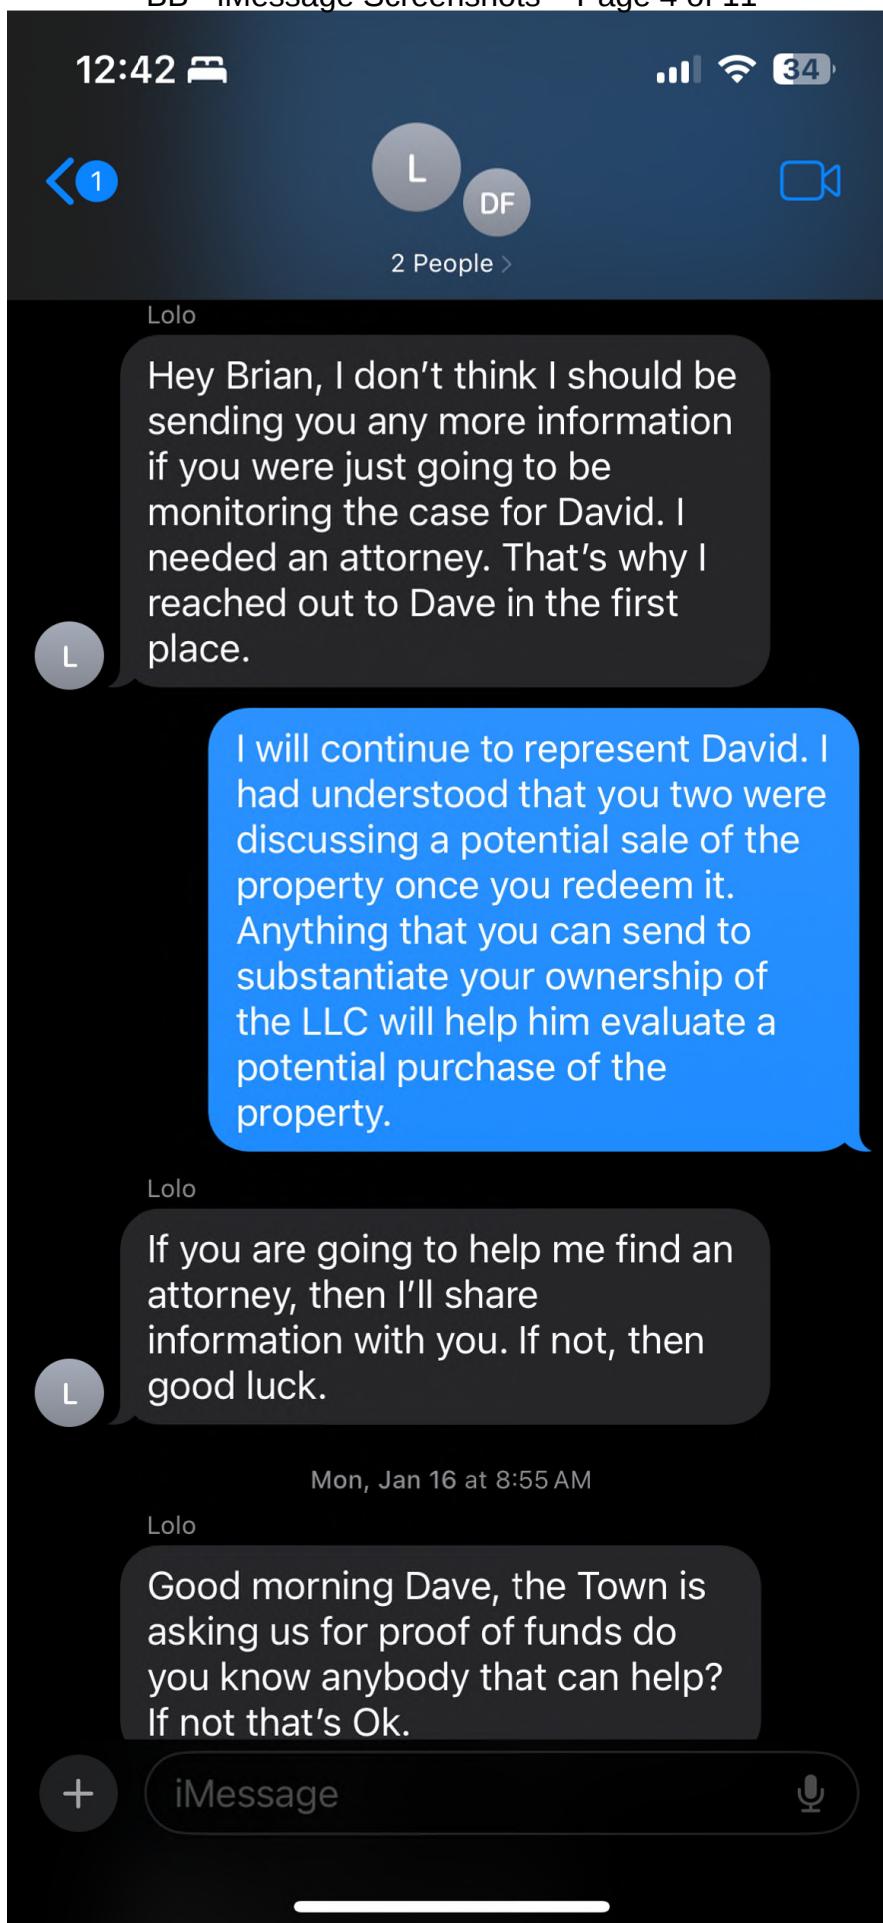 BB - iMessage Screenshots - Page 4 of 11
12:42
34
1
L
DF
2 People
Lolo
Hey Brian, I don't think I should be
sending you any more information
if you were just going to be
monitoring the case for David. I
needed an attorney. That's why I
reached out to Dave in the first
place.
L
I will continue to represent David. I
had understood that you two were
discussing a potential sale of the
property once you redeem it.
Anything that you can send to
substantiate your ownership of
the LLC will help him evaluate a
potential purchase of the
property.
Lolo
If you are going to help me find an
attorney, then I'll share
information with you. If not, then
good luck.
L
Mon, Jan 16 at 8:55 AM
Lolo
Good morning Dave, the Town is
asking us for proof of funds do
you know anybody that can help?
If not that's Ok.
iMessage